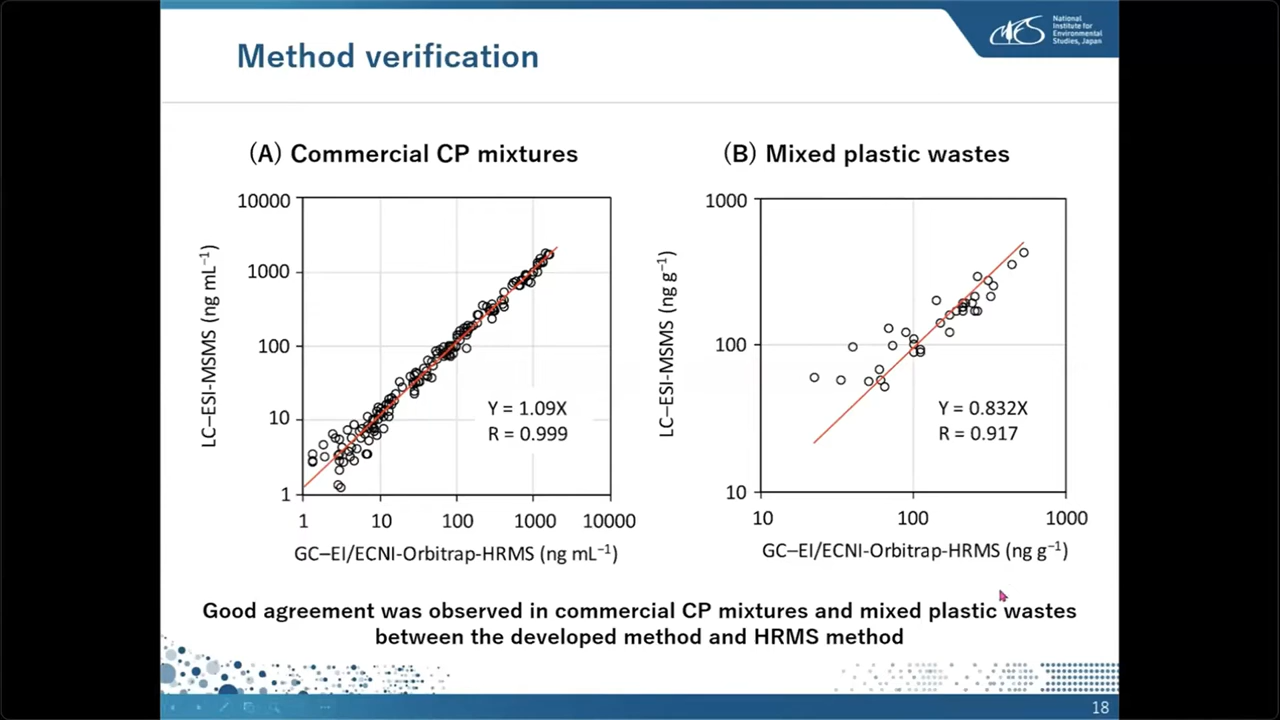 Method verification
National
Institute for
Environmental
Studies, Japan
(A) Commercial CP mixtures
10000
1000
100
10
1
LC–ESI-MSMS (ng mL⁻¹)
Y = 1.09X
R = 0.999
1 10 100 1000 10000
GC–EI/ECNI-Orbitrap-HRMS (ng mL⁻¹)
(B) Mixed plastic wastes
1000
100
10
LC–ESI-MSMS (ng g⁻¹)
Y = 0.832X
R = 0.917
10 100 1000
GC–EI/ECNI-Orbitrap-HRMS (ng g⁻¹)
Good agreement was observed in commercial CP mixtures and mixed plastic wastes
between the developed method and HRMS method
18